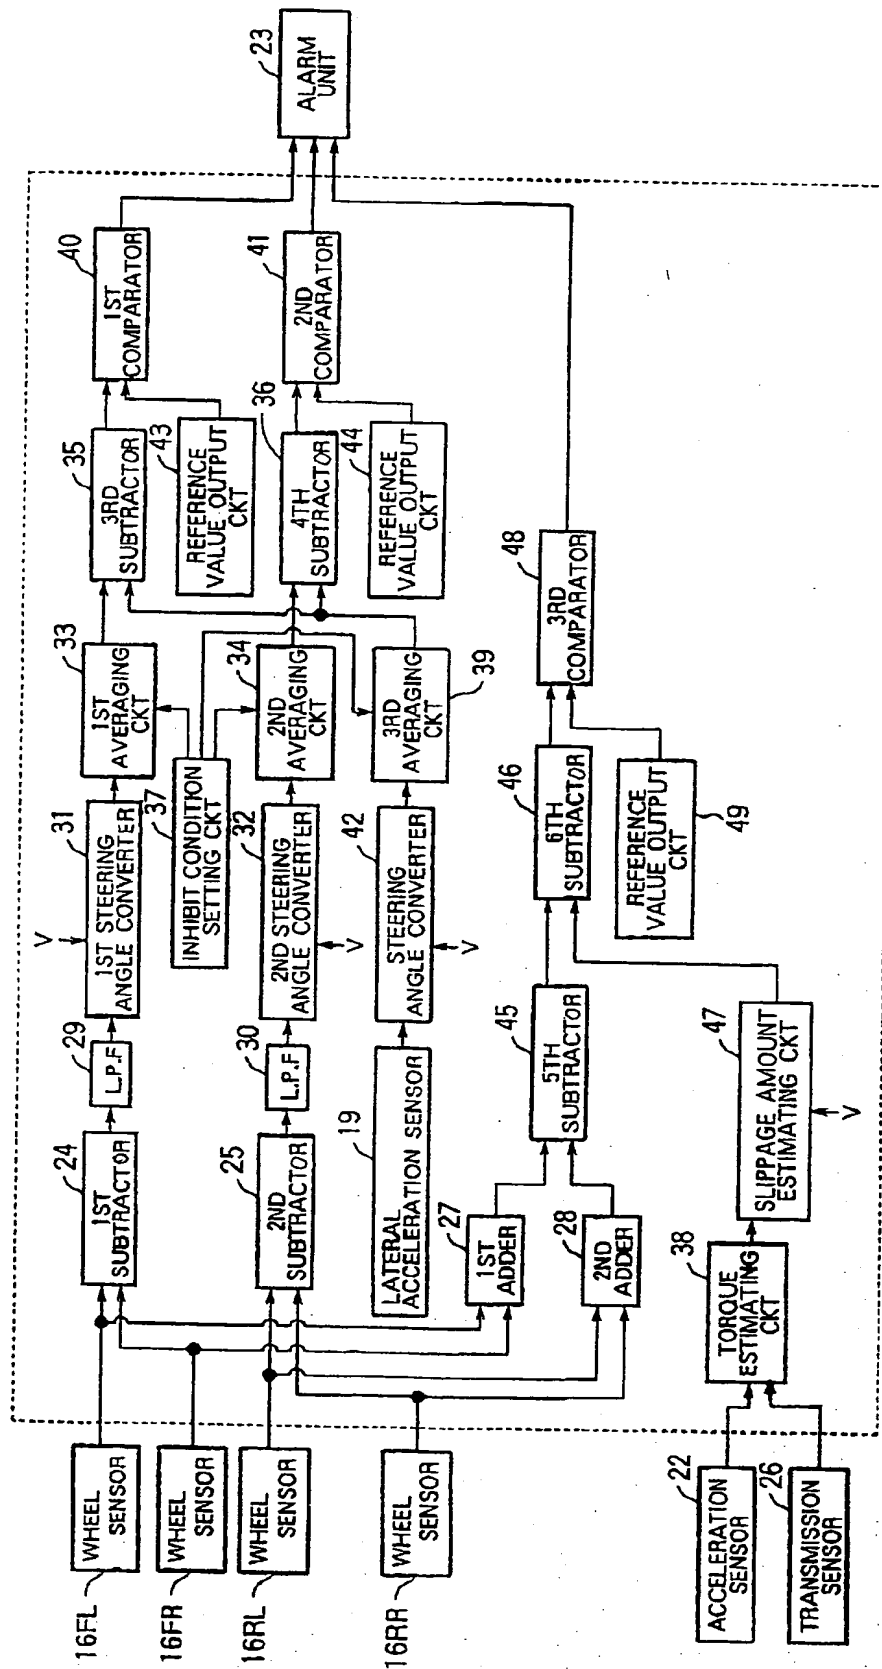 16FL
WHEEL
SENSOR
16FR
WHEEL
SENSOR
16RL
WHEEL
SENSOR
16RR
WHEEL
SENSOR
22
ACCELERATION
SENSOR
26
TRANSMISSION
SENSOR
24
1ST
SUBTRACTOR
29
L.P.F
V
31
1ST STEERING
ANGLE CONVERTER
33
1ST
AVERAGING
CKT
35
3RD
SUBTRACTOR
40
1ST
COMPARATOR
23
ALARM
UNIT
37
INHIBIT CONDITION
SETTING CKT
43
REFERENCE
VALUE OUTPUT
CKT
25
2ND
SUBTRACTOR
30
L.P.F
32
2ND STEERING
ANGLE CONVERTER
V
34
2ND
AVERAGING
CKT
36
4TH
SUBTRACTOR
41
2ND
COMPARATOR
44
REFERENCE
VALUE OUTPUT
CKT
19
LATERAL
ACCELERATION SENSOR
42
STEERING
ANGLE CONVERTER
V
3RD
AVERAGING
CKT
39
27
1ST
ADDER
28
2ND
ADDER
45
5TH
SUBTRACTOR
46
6TH
SUBTRACTOR
48
3RD
COMPARATOR
REFERENCE
VALUE OUTPUT
CKT
49
38
TORQUE
ESTIMATING
CKT
47
SLIPPAGE AMOUNT
ESTIMATING CKT
V